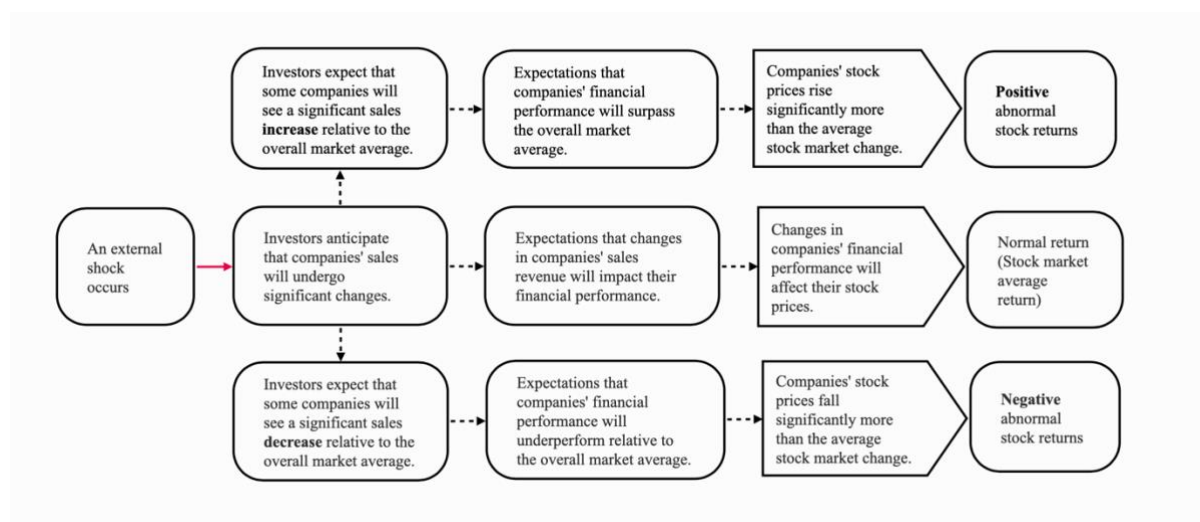 Investors expect that
some companies will
see a significant sales
increase relative to the
overall market average.
Expectations that
companies' financial
performance will surpass
the overall market
average.
Companies' stock
prices rise
significantly more
than the average
stock market change.
Positive
abnormal
stock returns
An external
shock
occurs
Investors anticipate
that companies' sales
will undergo
significant changes.
Expectations that changes
in companies' sales
revenue will impact their
financial performance.
Changes in
companies' financial
performance will
affect their stock
prices.
Normal return
(Stock market
average
return)
Investors expect that
some companies will
see a significant sales
decrease relative to the
overall market average.
Expectations that
companies' financial
performance will
underperform relative to
the overall market average.
Companies' stock
prices fall
significantly more
than the average
stock market change.
Negative
abnormal
stock returns